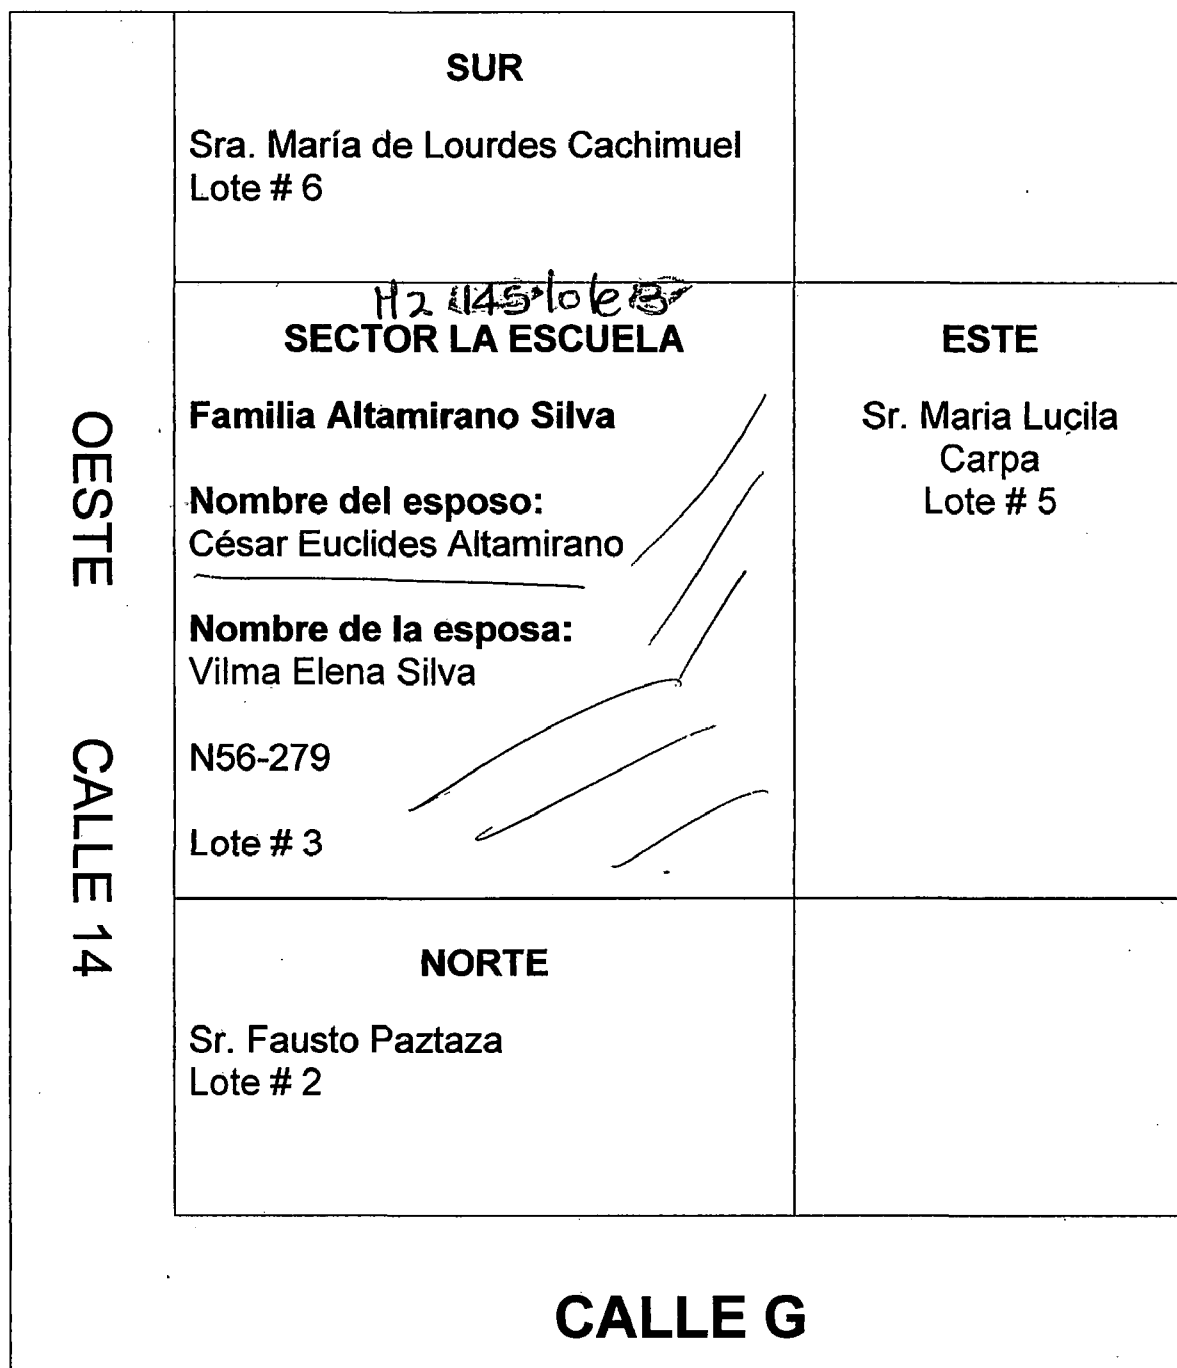 SUR
Sra. María de Lourdes Cachimuel
Lote # 6
lote
SECTOR LA ESCUELA
Familia Altamirano Silva
Nombre del esposo:
César Euclides Altamirano
Nombre de la esposa:
Vilma Elena Silva
N56-279
Lote # 3
ESTE
Sr. Maria Lucila
Carpa
Lote # 5
OESTE CALLE 14
NORTE
Sr. Fausto Paztaza
Lote # 2
CALLE G